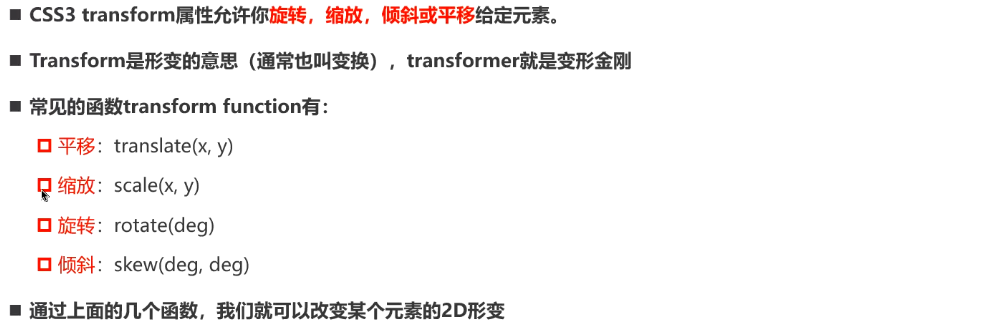 CSS3 transform属性允许你旋转，缩放，倾斜或平移给定元素。
Transform是形变的意思（通常也叫变换），transformer就是变形金刚
常见的函数transform function有：
平移：translate(x, y)
缩放：scale(x, y)
旋转：rotate(deg)
倾斜：skew(deg, deg)
通过上面的几个函数，我们就可以改变某个元素的2D形变